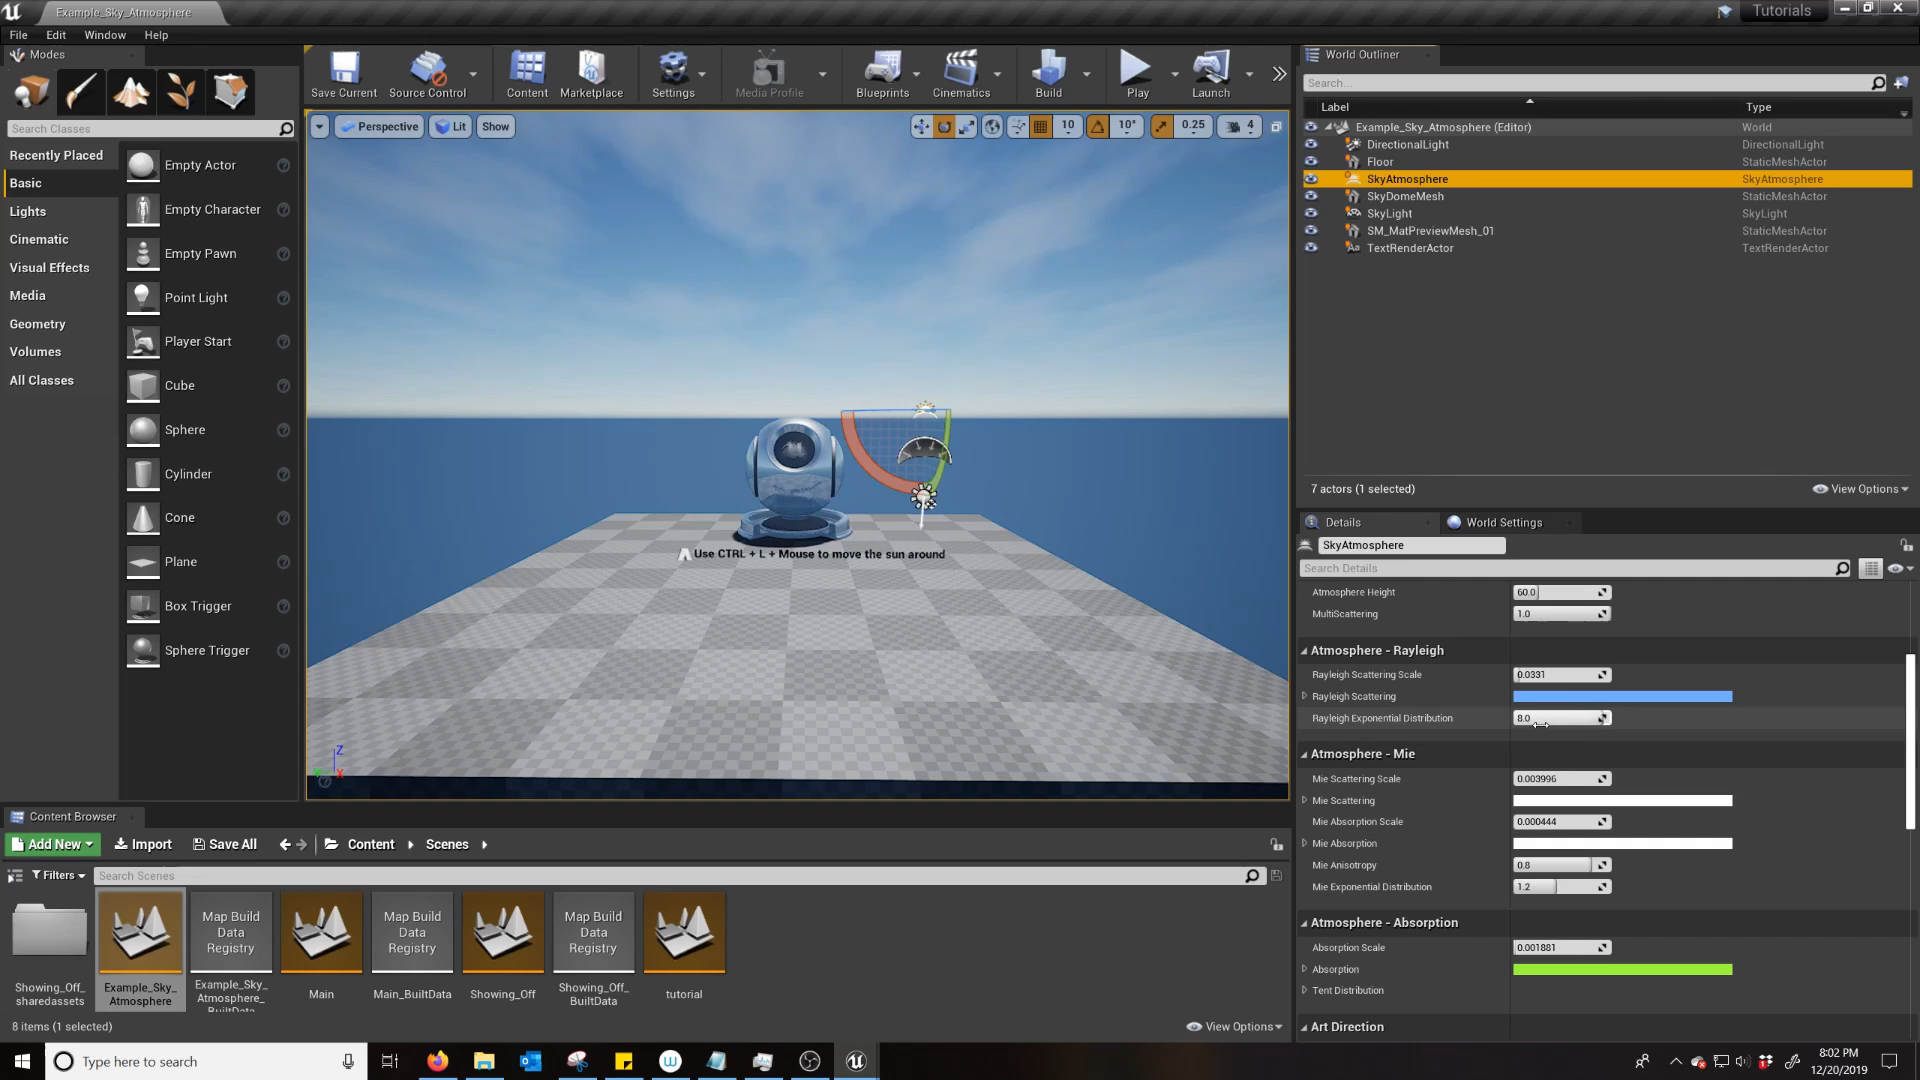 Example_Sky_Atmosphere
Tutorials
File Edit Window Help
Modes
Save Current
Source Control
Content
Marketplace
Settings
Media Profile
Blueprints
Cinematics
Build
Play
Launch
Search Classes
Recently Placed
Basic
Lights
Cinematic
Visual Effects
Media
Geometry
Volumes
All Classes
Empty Actor
Empty Character
Empty Pawn
Point Light
Player Start
Cube
Sphere
Cylinder
Cone
Plane
Box Trigger
Sphere Trigger
Perspective Lit Show
10 10° 0.25 4
Use CTRL + L + Mouse to move the sun around
Z
X
World Outliner
Search...
Label Type
Example_Sky_Atmosphere (Editor) World
DirectionalLight DirectionalLight
Floor StaticMeshActor
SkyAtmosphere SkyAtmosphere
SkyDomeMesh StaticMeshActor
SkyLight SkyLight
SM_MatPreviewMesh_01 StaticMeshActor
TextRenderActor TextRenderActor
7 actors (1 selected) View Options
Details World Settings
SkyAtmosphere
Search Details
Atmosphere Height 60.0
MultiScattering 1.0
Atmosphere - Rayleigh
Rayleigh Scattering Scale 0.0331
Rayleigh Scattering
Rayleigh Exponential Distribution 8.0
Atmosphere - Mie
Mie Scattering Scale 0.003996
Mie Scattering
Mie Absorption Scale 0.000444
Mie Absorption
Mie Anisotropy 0.8
Mie Exponential Distribution 1.2
Atmosphere - Absorption
Absorption Scale 0.001881
Absorption
Tent Distribution
Art Direction
Content Browser
Add New Import Save All Content Scenes
Filters Search Scenes
Map Build Data Registry
Map Build Data Registry
Map Build Data Registry
Showing_Off_sharedassets
Example_Sky_Atmosphere
Example_Sky_Atmosphere_BuiltData
Main
Main_BuiltData
Showing_Off
Showing_Off_BuiltData
tutorial
8 items (1 selected) View Options
Type here to search
8:02 PM
12/20/2019